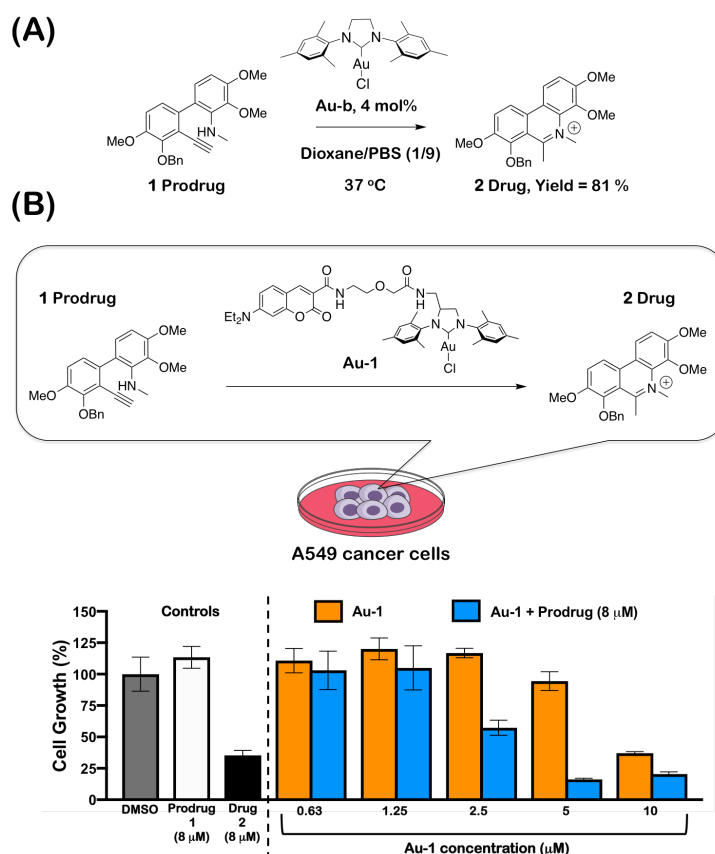 (A)
N N
Au
Cl
OMe
OMe
HN
MeO
OBn
Au-b, 4 mol%
Dioxane/PBS (1/9)
37 °C
OMe
OMe
N
+
MeO
OBn
1 Prodrug
2 Drug, Yield = 81 %
(B)
1 Prodrug
OMe
OMe
HN
MeO
OBn
Et2N
O
O
O
N
H
O
O
H
N
N
N
Au
Cl
Au-1
2 Drug
OMe
OMe
N
+
MeO
OBn
A549 cancer cells
Cell Growth (%)
150
125
100
75
50
25
0
Controls
Au-1
Au-1 + Prodrug (8 μM)
DMSO
Prodrug
1
(8 μM)
Drug
2
(8 μM)
0.63
1.25
2.5
5
10
Au-1 concentration (μM)